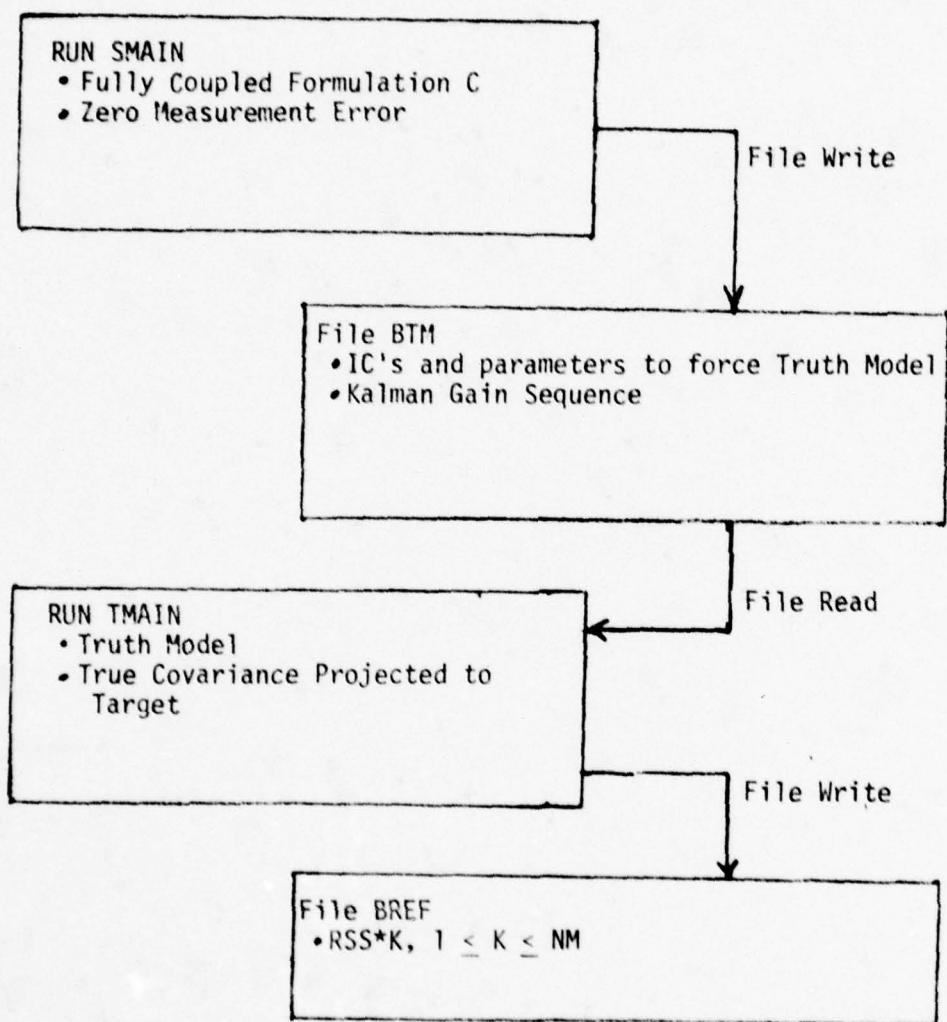 RUN SMAIN
• Fully Coupled Formulation C
• Zero Measurement Error
File Write
File BTM
• IC's and parameters to force Truth Model
• Kalman Gain Sequence
File Read
RUN TMAIN
• Truth Model
• True Covariance Projected to
Target
File Write
File BREF
• RSS*K, 1 ≤ K ≤ NM